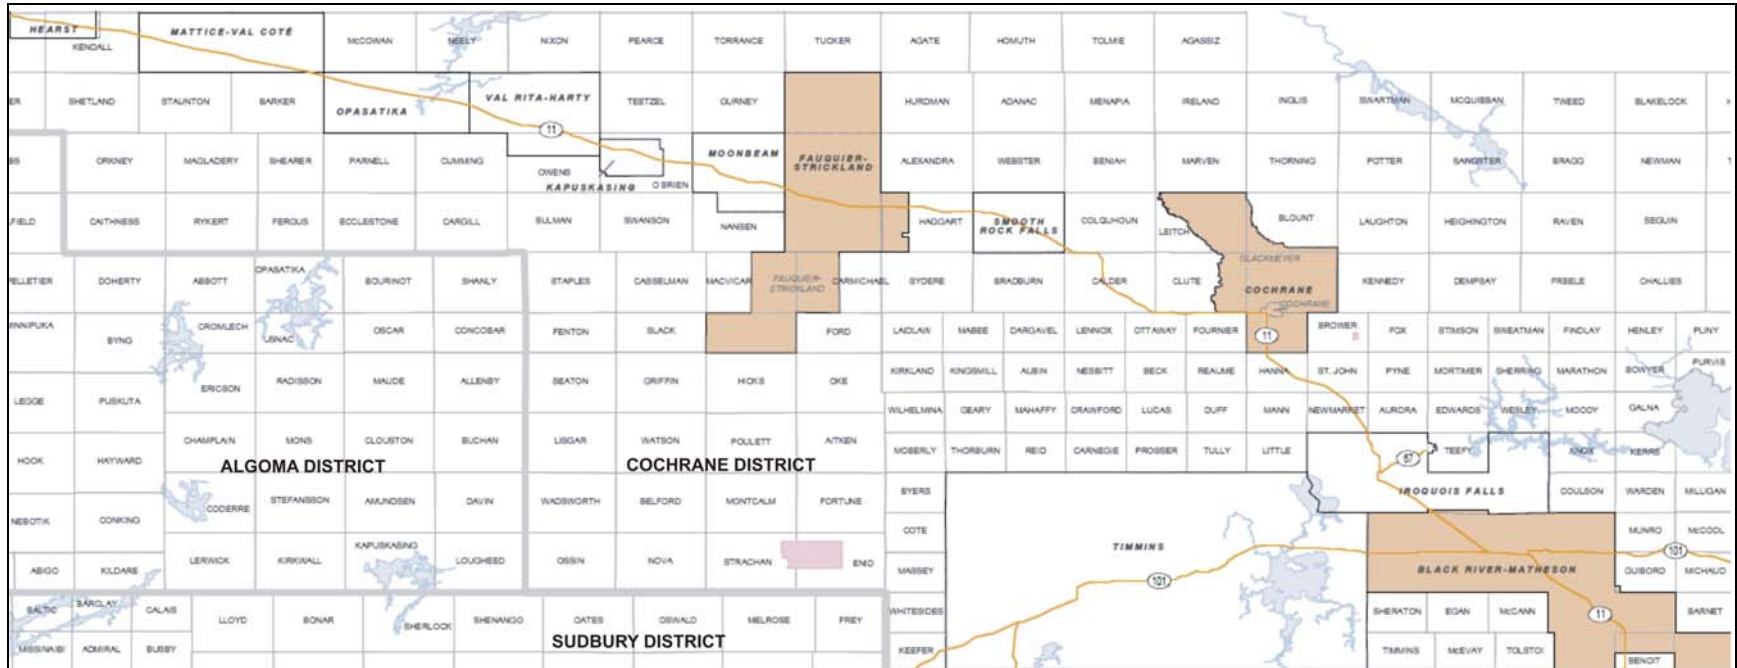 HEARST
KENDALL
MATTICE-VAL COTÉ
McCOWAN
NEELY
NIXON
PEARCE
TORRANCE
TUCKER
AGATE
HOMUTH
TOLMIE
AGASSIZ
ER
SHETLAND
STAUNTON
BARKER
OPASATIKA
VAL RITA-HARTY
TEETZEL
GURNEY
HURDMAN
ADANAC
MENAPIA
IRELAND
INGLIS
SWARTMAN
McQUIBBAN
TWEED
BLAKELOCK
11
ORKNEY
MAGLADERY
SHEARER
PARNELL
CUMMING
OWENS
KAPUSKASING
O'BRIEN
MOONBEAM
FAUQUIER-
STRICKLAND
ALEXANDRA
WEBSTER
BENIAH
MARVEN
THORNING
POTTER
SANGSTER
BRAGG
NEWMAN
FIELD
CAITHNESS
RYKERT
FERGUS
ECCLESTONE
CARGILL
SULMAN
SWANSON
NANSEN
HAGGART
SMOOTH
ROCK FALLS
COLQUHOUN
LEITCH
BLOUNT
LAUGHTON
HEIGHINGTON
RAVEN
SEGUIN
PELLETIER
DOHERTY
ABBOTT
OPASATIKA
BOURINOT
SHANLY
STAPLES
CASSELMAN
MACVICAR
FAUQUIER-
STRICKLAND
CARMICHAEL
SYDERE
BRADBURN
CALDER
CLUTE
GLACKMEYER
COCHRANE
COCHRANE
KENNEDY
DEMPSAY
FREELE
CHALLIES
MINNIPUKA
BYNG
CROMLECH
USNAC
OSCAR
CONCOBAR
FENTON
SLACK
FORD
LAIDLAW
MABEE
DARGAVEL
LENNOX
OTTAWAY
FOURNIER
11
BROWER
FOX
STIMSON
SWEATMAN
FINDLAY
HENLEY
PLINY
ERICSON
RADISSON
MAUDE
ALLENBY
SEATON
GRIFFIN
HICKS
OKE
KIRKLAND
KINGSMILL
AUBIN
NESBITT
BECK
REAUME
HANNA
ST. JOHN
PYNE
MORTIMER
SHERRING
MARATHON
BOWYER
PURVIS
LEGGE
PUSKUTA
WILHELMINA
GEARY
MAHAFFY
CRAWFORD
LUCAS
DUFF
MANN
NEWMARKET
AURORA
EDWARDS
WESLEY
MOODY
GALNA
HOOK
HAYWARD
CHAMPLAIN
MONS
CLOUSTON
BUCHAN
LISGAR
WATSON
POULETT
AITKEN
MOBERLY
THORBURN
REID
CARNEGIE
PROSSER
TULLY
LITTLE
67
TEEFY
KNOX
KERRS
ALGOMA DISTRICT
COCHRANE DISTRICT
NEBOTIK
CONKING
CODERRE
STEFANSSON
AMUNDSEN
DAVIN
WADSWORTH
BELFORD
MONTCALM
FORTUNE
BYERS
IROQUOIS FALLS
COULSON
WARDEN
MILLIGAN
COTE
MUNRO
McCOOL
ABIGO
KILDARE
LERWICK
KIRKWALL
KAPUSKASING
LOUGHEED
OSSIN
NOVA
STRACHAN
ENID
MASSEY
TIMMINS
101
BLACK RIVER-MATHESON
101
GUIBORD
MICHAUD
BALTIC
BARCLAY
CALAIS
LLOYD
BONAR
SHERLOCK
SHENANGO
OATES
OSWALD
MELROSE
FREY
WHITESIDES
SHERATON
EGAN
McCANN
11
BARNET
SUDBURY DISTRICT
MISSINAIBI
ADMIRAL
BUSBY
KEEFER
TIMMINS
McEVAY
TOLSTOI
BENOIT